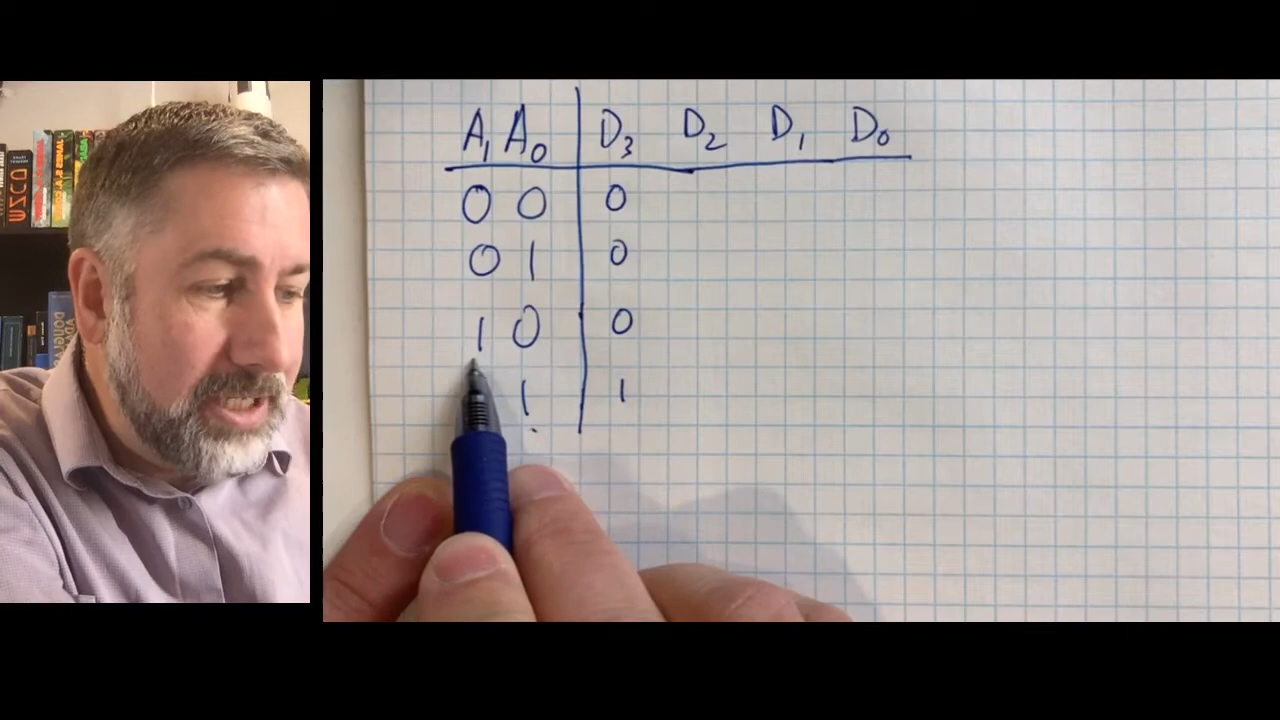 A₁ A₀ D₃ D₂ D₁ D₀
0 0 0
0 1 0
1 0 0
1 1